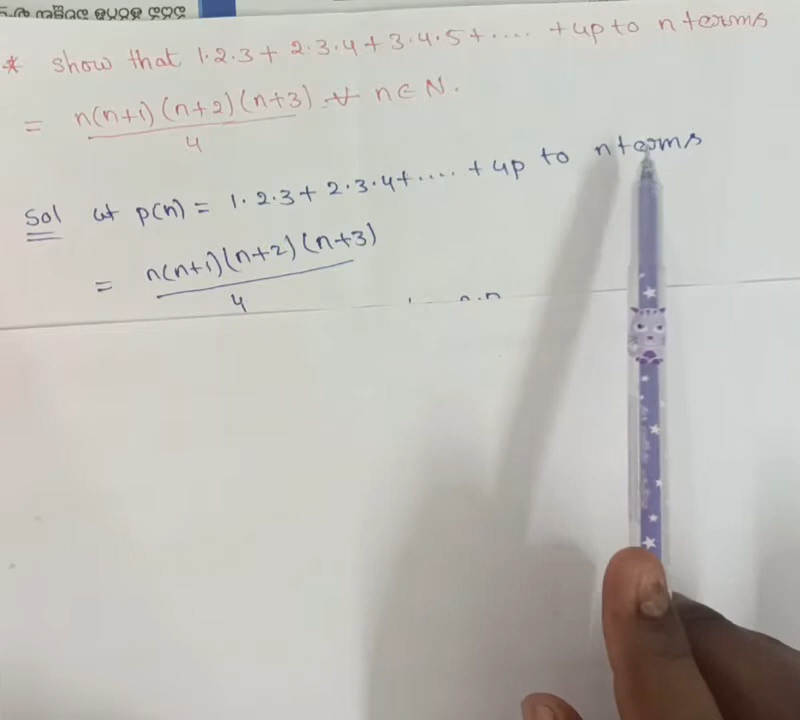 * show that 1·2·3 + 2·3·4 + 3·4·5 + ···· + up to n terms
= n(n+1)(n+2)(n+3)/4 ∀ n∈N.
Sol let p(n) = 1·2·3 + 2·3·4 + ···· + up to n terms
= n(n+1)(n+2)(n+3)/4